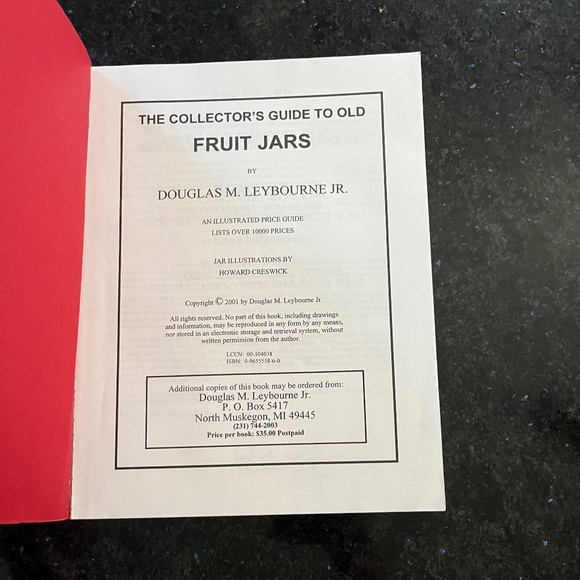 THE COLLECTOR'S GUIDE TO OLD
FRUIT JARS
BY
DOUGLAS M. LEYBOURNE JR.
AN ILLUSTRATED PRICE GUIDE
LISTS OVER 10000 PRICES
JAR ILLUSTRATIONS BY
HOWARD CRESWICK
Copyright © 2001 by Douglas M. Leybourne Jr.
All rights reserved. No part of this book, including drawings
and information, may be reproduced in any form by any means,
nor stored in an electronic storage and retrieval system, without
written permission from the author.
LCCN: 00-104038
ISBN: 0-9655558-6-0
Additional copies of this book may be ordered from:
Douglas M. Leybourne Jr.
P. O. Box 5417
North Muskegon, MI 49445
(231) 744-2003
Price per book: $35.00 Postpaid